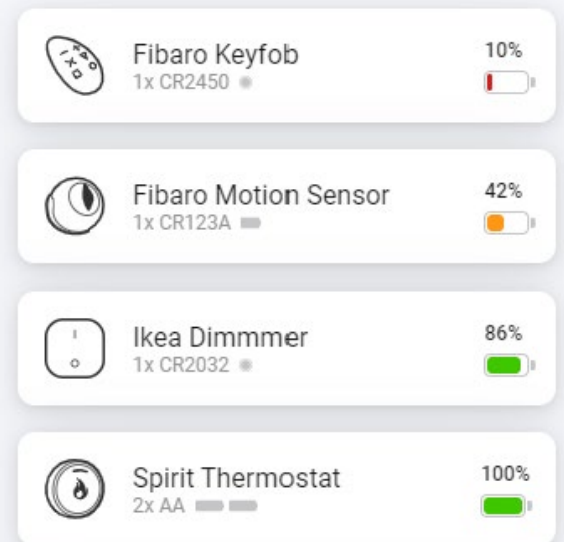 Fibaro Keyfob
1x CR2450
10%
Fibaro Motion Sensor
1x CR123A
42%
Ikea Dimmmer
1x CR2032
86%
Spirit Thermostat
2x AA
100%